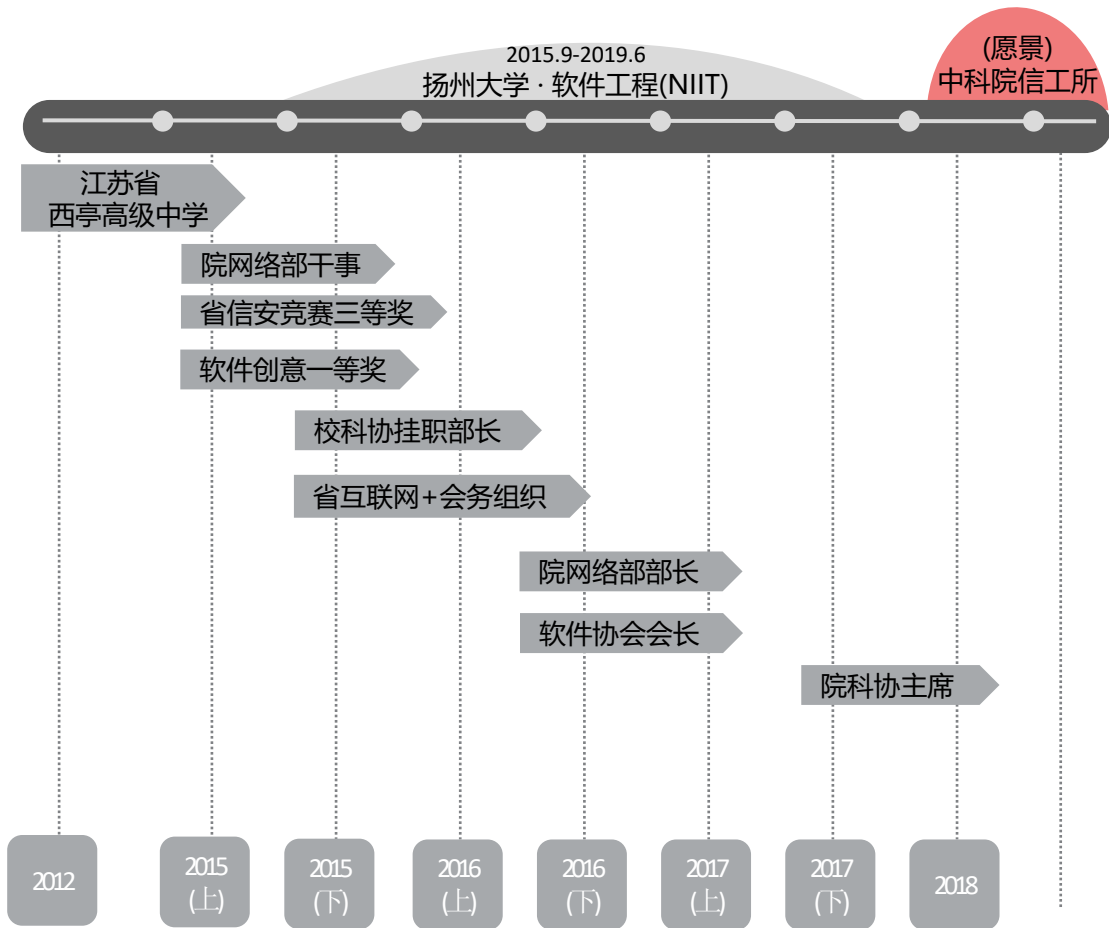 2015.9-2019.6
扬州大学 · 软件工程(NIIT)
(愿景)
中科院信工所
江苏省
西亭高级中学
院网络部干事
省信安竞赛三等奖
软件创意一等奖
校科协挂职部长
省互联网+会务组织
院网络部部长
软件协会会长
院科协主席
2012
2015
(上)
2015
(下)
2016
(上)
2016
(下)
2017
(上)
2017
(下)
2018